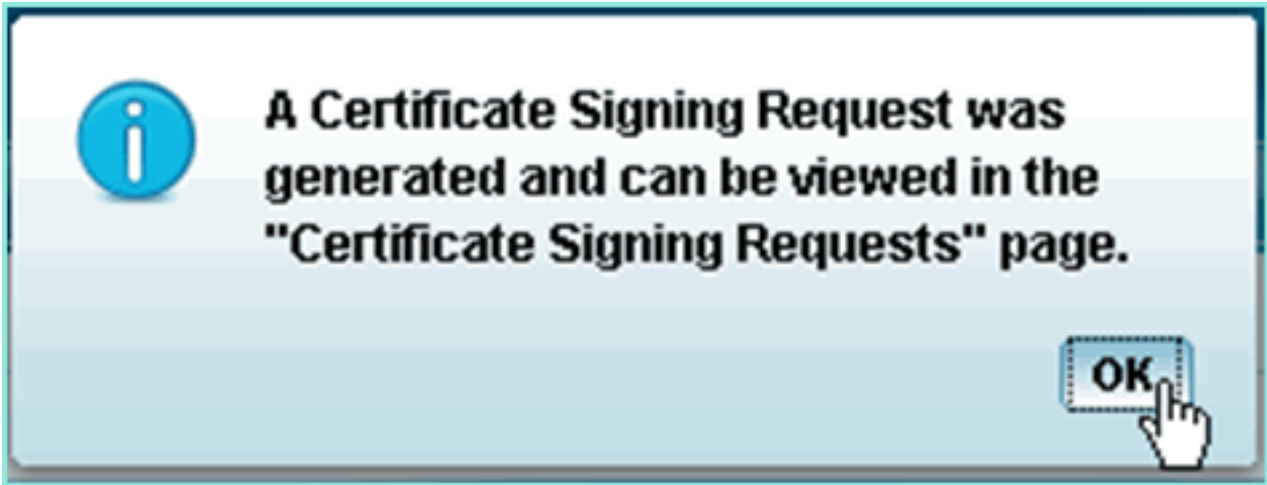 A Certificate Signing Request was
generated and can be viewed in the
"Certificate Signing Requests" page.
OK